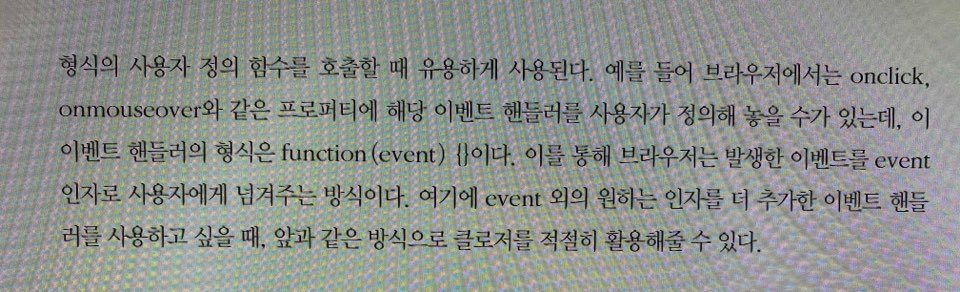 형식의 사용자 정의 함수를 호출할 때 유용하게 사용된다. 예를 들어 브라우저에서는 onclick,
onmouseover와 같은 프로퍼티에 해당 이벤트 핸들러를 사용자가 정의해 놓을 수가 있는데, 이
이벤트 핸들러의 형식은 function(event) {}이다. 이를 통해 브라우저는 발생한 이벤트를 event
인자로 사용자에게 넘겨주는 방식이다. 여기에 event 외의 원하는 인자를 더 추가한 이벤트 핸들
러를 사용하고 싶을 때, 앞과 같은 방식으로 클로저를 적절히 활용해줄 수 있다.